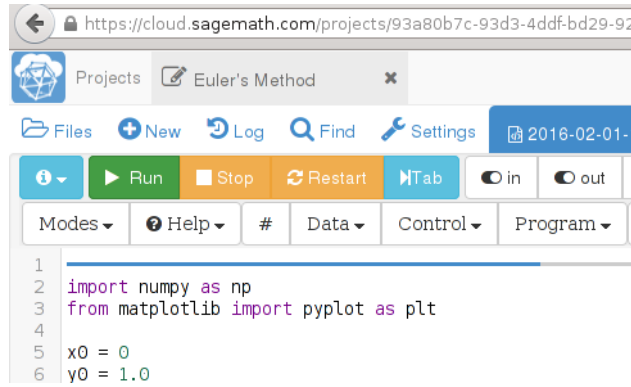 https://cloud.sagemath.com/projects/93a80b7c-93d3-4ddf-bd29-92
Projects Euler's Method
Files New Log Find Settings 2016-02-01-
Run Stop Restart Tab in out
Modes Help # Data Control Program
1
2 import numpy as np
3 from matplotlib import pyplot as plt
4
5 x0 = 0
6 y0 = 1.0